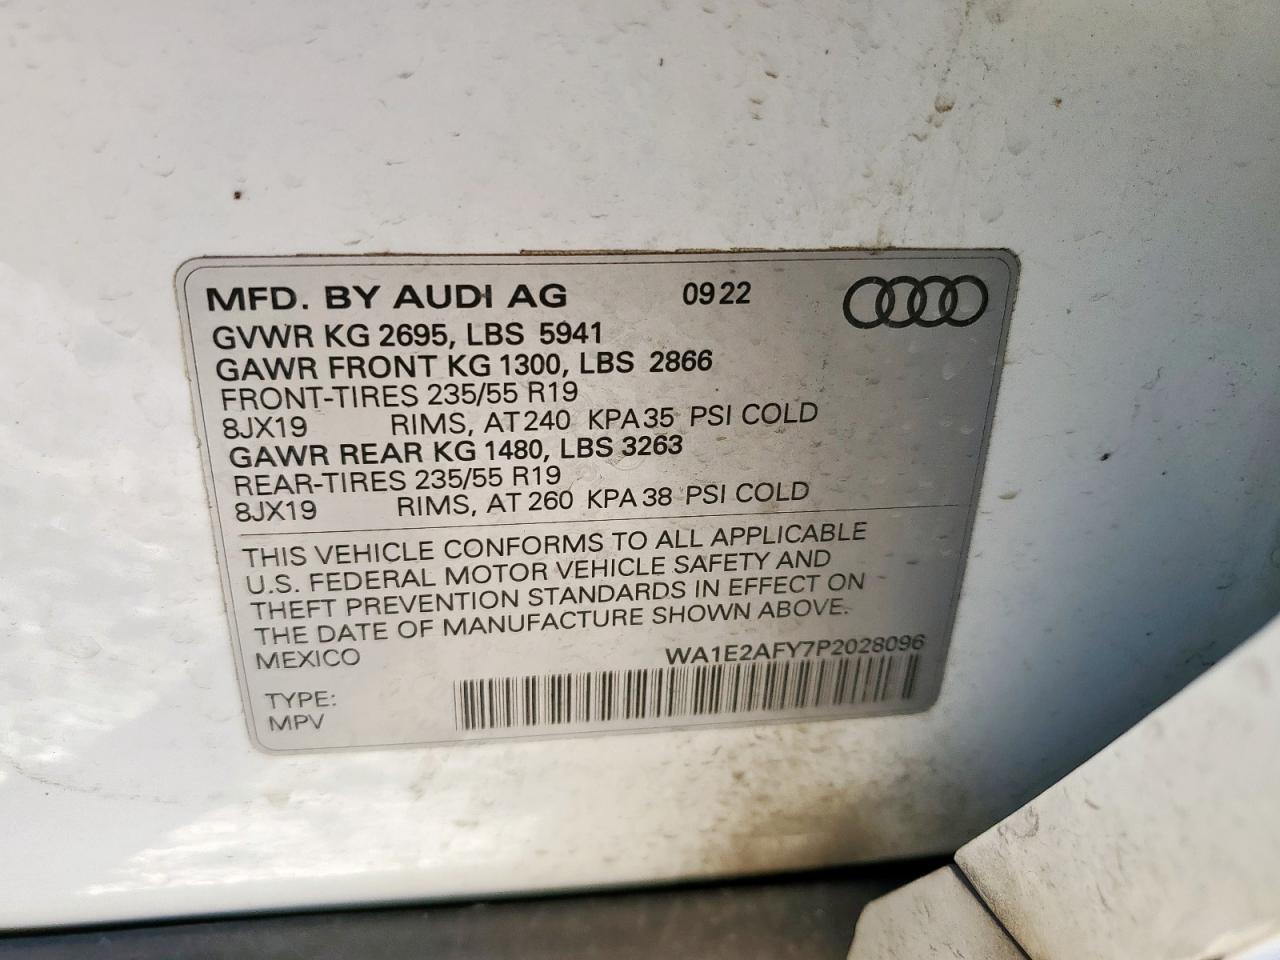 MFD. BY AUDI AG 0922
GVWR KG 2695, LBS 5941
GAWR FRONT KG 1300, LBS 2866
FRONT-TIRES 235/55 R19
8JX19 RIMS, AT 240 KPA 35 PSI COLD
GAWR REAR KG 1480, LBS 3263
REAR-TIRES 235/55 R19
8JX19 RIMS, AT 260 KPA 38 PSI COLD
THIS VEHICLE CONFORMS TO ALL APPLICABLE
U.S. FEDERAL MOTOR VEHICLE SAFETY AND
THEFT PREVENTION STANDARDS IN EFFECT ON
THE DATE OF MANUFACTURE SHOWN ABOVE.
MEXICO WA1E2AFY7P2028096
TYPE:
MPV